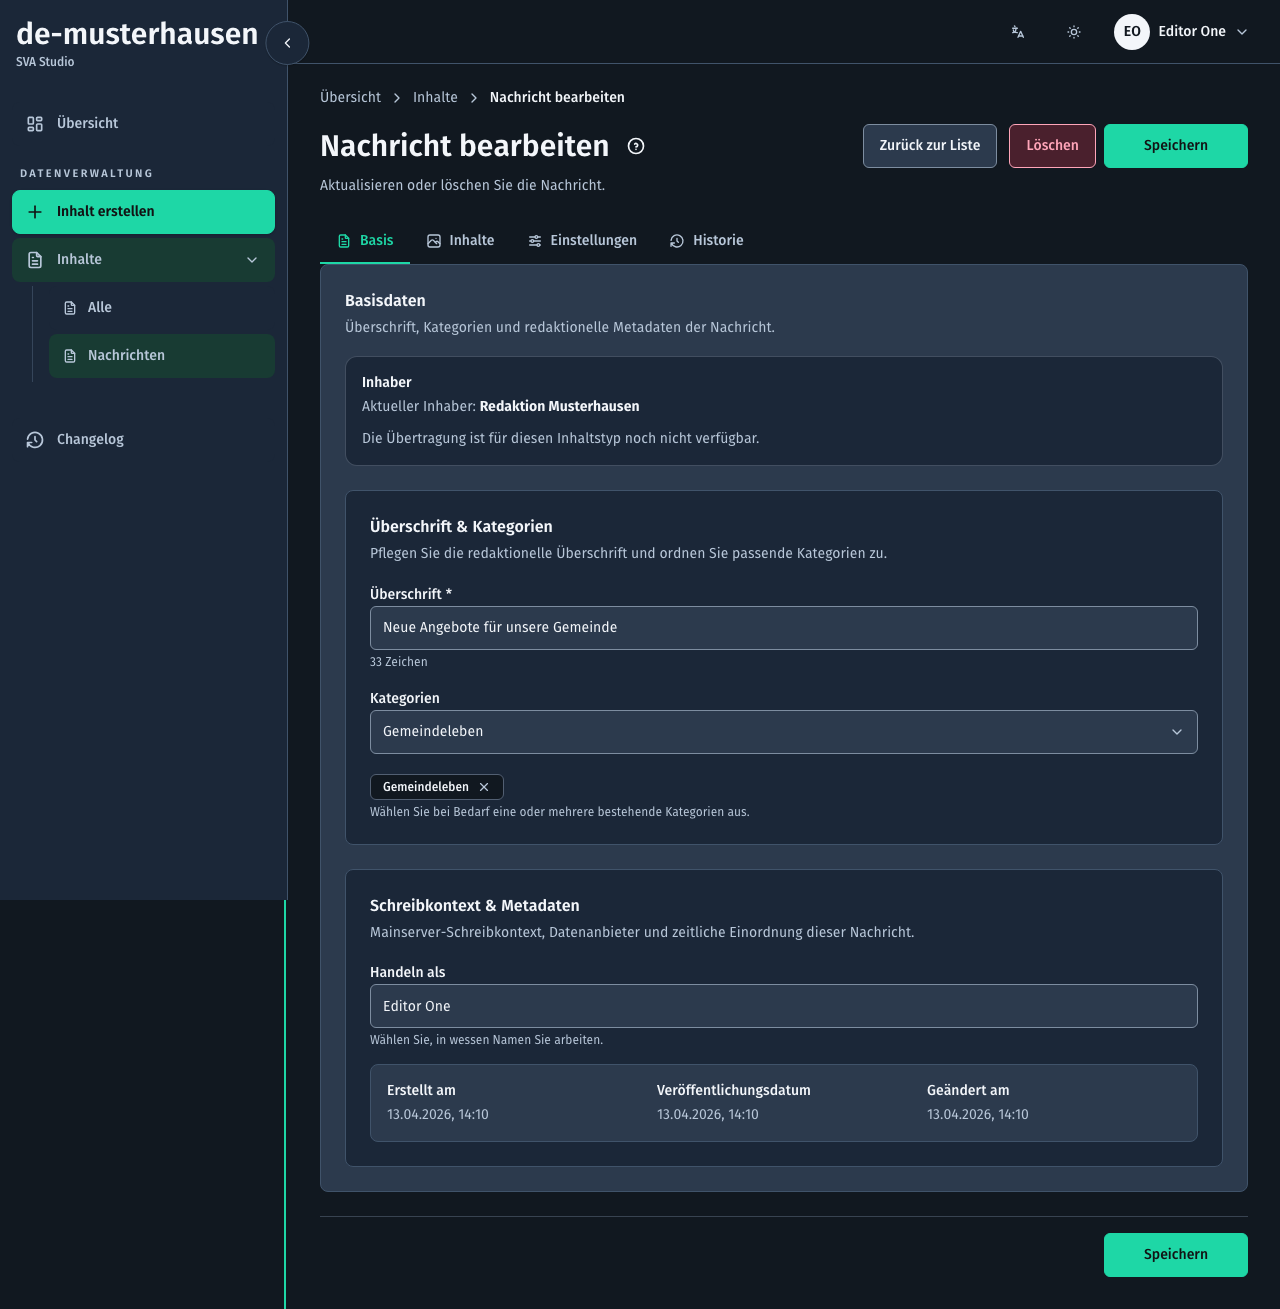 de-musterhausen
SVA Studio
EO
Editor One
Übersicht
DATENVERWALTUNG
Inhalt erstellen
Inhalte
Alle
Nachrichten
Changelog
Übersicht
Inhalte
Nachricht bearbeiten
Nachricht bearbeiten
Zurück zur Liste
Löschen
Speichern
Aktualisieren oder löschen Sie die Nachricht.
Basis
Inhalte
Einstellungen
Historie
Basisdaten
Überschrift, Kategorien und redaktionelle Metadaten der Nachricht.
Inhaber
Aktueller Inhaber: Redaktion Musterhausen
Die Übertragung ist für diesen Inhaltstyp noch nicht verfügbar.
Überschrift & Kategorien
Pflegen Sie die redaktionelle Überschrift und ordnen Sie passende Kategorien zu.
Überschrift *
Neue Angebote für unsere Gemeinde
33 Zeichen
Kategorien
Gemeindeleben
Gemeindeleben
Wählen Sie bei Bedarf eine oder mehrere bestehende Kategorien aus.
Schreibkontext & Metadaten
Mainserver-Schreibkontext, Datenanbieter und zeitliche Einordnung dieser Nachricht.
Handeln als
Editor One
Wählen Sie, in wessen Namen Sie arbeiten.
Erstellt am
13.04.2026, 14:10
Veröffentlichungsdatum
13.04.2026, 14:10
Geändert am
13.04.2026, 14:10
Speichern